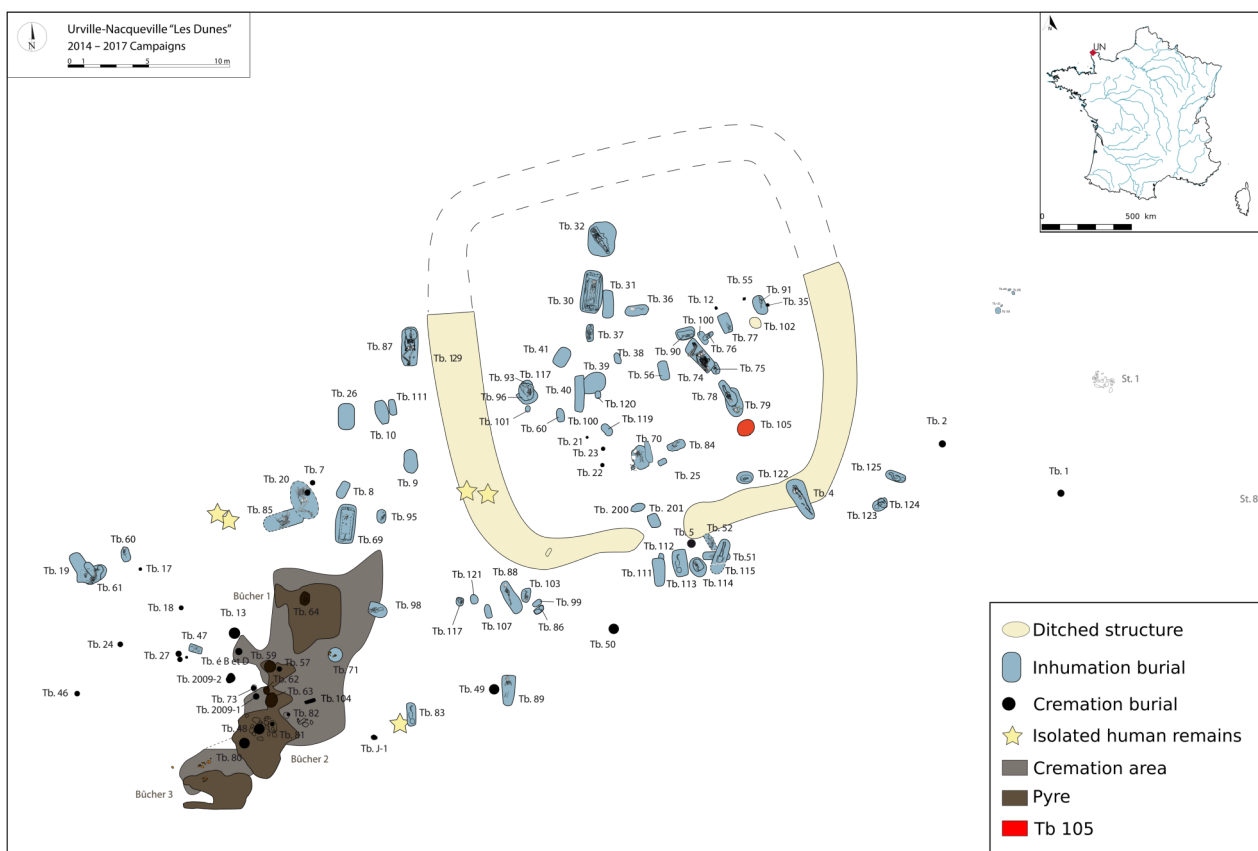 Urville-Nacqueville "Les Dunes"
2014 – 2017 Campaigns
N
0 1 5 10 m
N
UN
0 500 km
Tb. 32
Tb. 31
Tb. 30
Tb. 36
Tb. 55
Tb. 91
Tb. 12
Tb. 35
Tb. 100
Tb. 102
Tb. 77
Tb. 37
Tb. 87
Tb. 129
Tb. 41
Tb. 38
Tb. 90
Tb. 76
Tb. 93
Tb. 117
Tb. 39
Tb. 56
Tb. 74
Tb. 75
Tb. 96
Tb. 40
Tb. 26
Tb. 111
Tb. 120
Tb. 78
Tb. 79
Tb. 101
Tb. 60
Tb. 100
Tb. 119
Tb. 105
Tb. 10
Tb. 21
Tb. 70
Tb. 84
Tb. 2
St. 1
Tb. 23
Tb. 22
Tb. 25
Tb. 7
Tb. 20
Tb. 9
Tb. 8
Tb. 122
Tb. 125
Tb. 1
Tb. 4
St. 8
Tb. 85
Tb. 95
Tb. 200
Tb. 201
Tb. 123
Tb. 124
Tb. 69
Tb. 5
Tb. 52
Tb. 60
Tb. 112
Tb. 51
Tb. 19
Tb. 17
Tb. 61
Tb. 111
Tb. 113
Tb. 114
Tb. 115
Tb. 88
Tb. 103
Tb. 121
Tb. 99
Bûcher 1
Tb. 64
Tb. 98
Tb. 18
Tb. 13
Tb. 117
Tb. 107
Tb. 86
Tb. 50
Tb. 24
Tb. 47
Tb. 27
Tb. 59
Tb. é B et D
Tb. 57
Tb. 71
Tb. 2009-2
Tb. 62
Tb. 46
Tb. 73
Tb. 63
Tb. 104
Tb. 49
Tb. 89
Tb. 2009-1
Tb. 82
Tb. 83
Tb. 48
Tb. 81
Tb. J-1
Tb. 80
Bûcher 2
Bûcher 3
Ditched structure
Inhumation burial
Cremation burial
Isolated human remains
Cremation area
Pyre
Tb 105